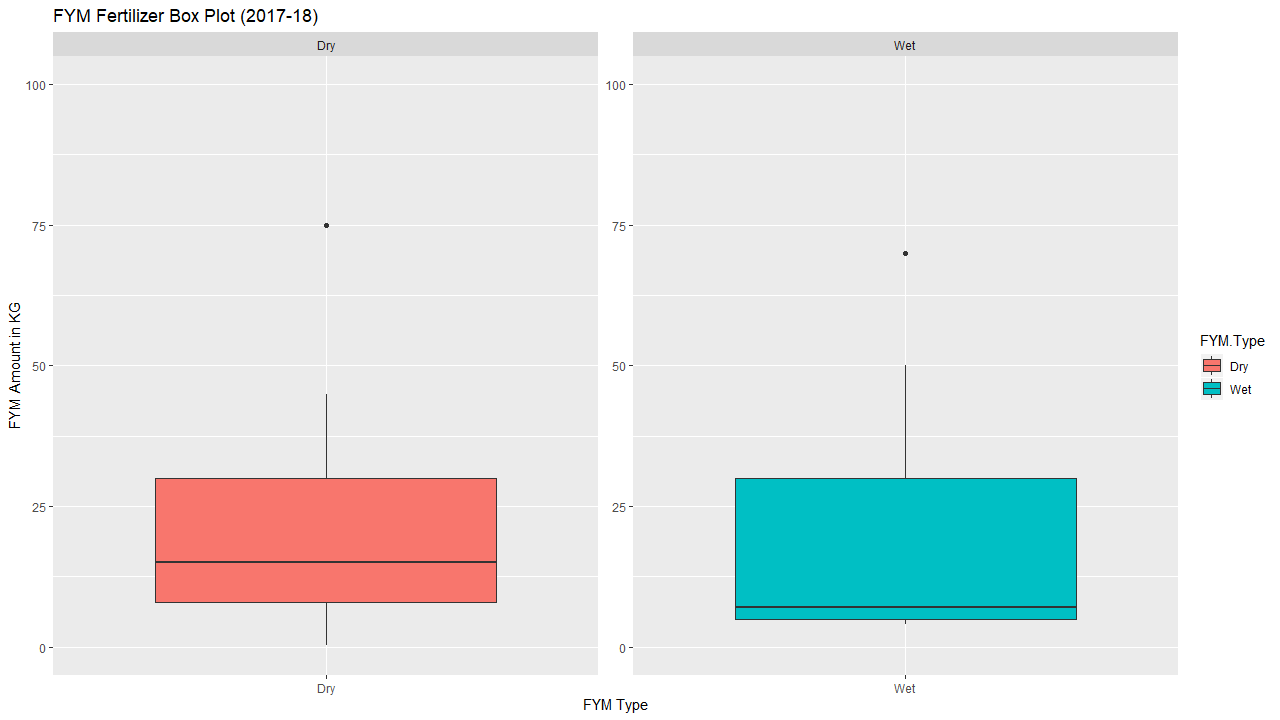 FYM Fertilizer Box Plot (2017-18)
Dry
Wet
100
75
50
25
0
100
75
50
25
0
FYM Amount in KG
Dry
Wet
FYM Type
FYM.Type
Dry
Wet